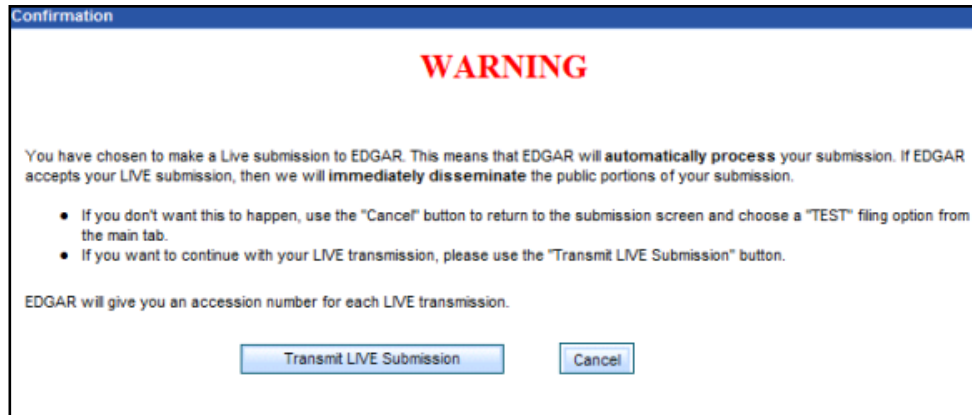 Confirmation
WARNING
You have chosen to make a Live submission to EDGAR. This means that EDGAR will automatically process your submission. If EDGAR
accepts your LIVE submission, then we will immediately disseminate the public portions of your submission.
● If you don't want this to happen, use the "Cancel" button to return to the submission screen and choose a "TEST" filing option from
the main tab.
● If you want to continue with your LIVE transmission, please use the "Transmit LIVE Submission" button.
EDGAR will give you an accession number for each LIVE transmission.
Transmit LIVE Submission Cancel